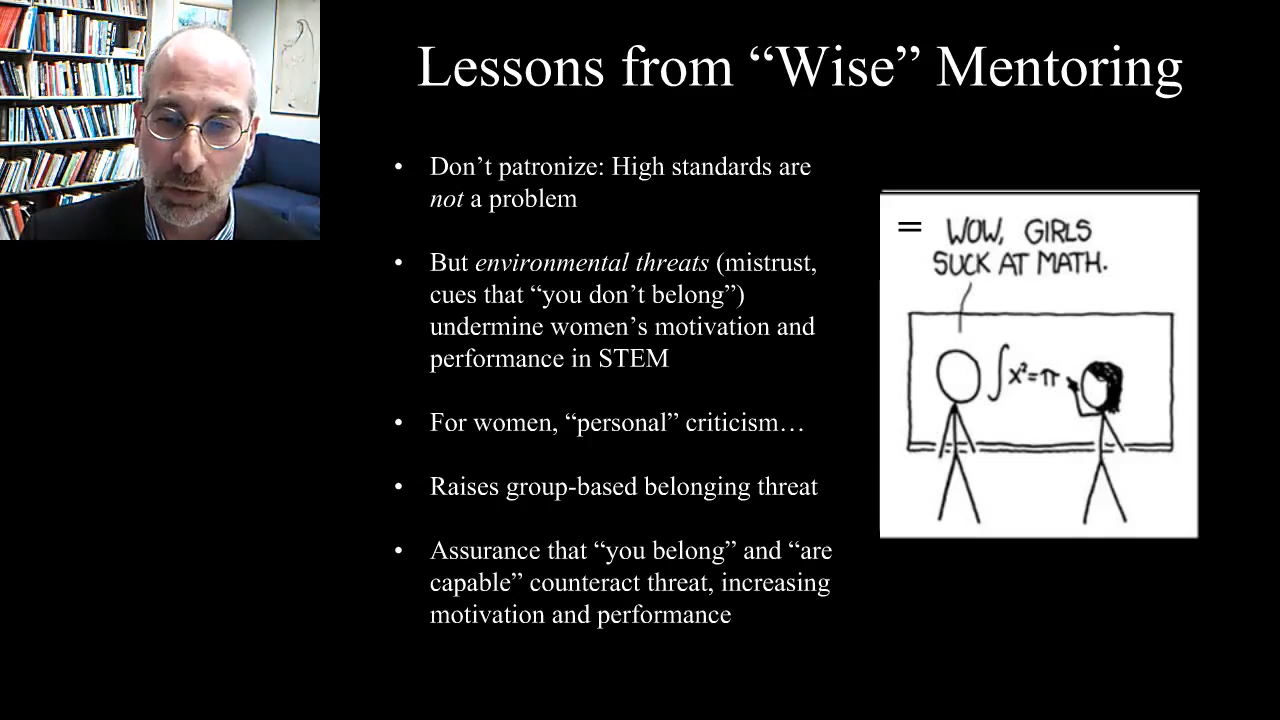 Lessons from “Wise” Mentoring
• Don’t patronize: High standards are
not a problem
• But environmental threats (mistrust,
cues that “you don’t belong”)
undermine women’s motivation and
performance in STEM
• For women, “personal” criticism…
• Raises group-based belonging threat
• Assurance that “you belong” and “are
capable” counteract threat, increasing
motivation and performance
= WOW, GIRLS
SUCK AT MATH.
∫x²=π